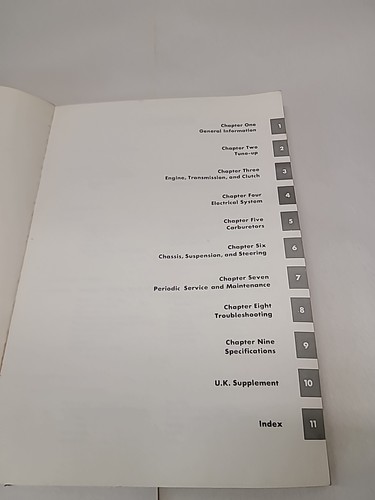 Chapter One 1
General Information
Chapter Two 2
Tune-up
Chapter Three 3
Engine, Transmission, and Clutch
Chapter Four 4
Electrical System
Chapter Five 5
Carburetors
Chapter Six 6
Chassis, Suspension, and Steering
Chapter Seven 7
Periodic Service and Maintenance
Chapter Eight 8
Troubleshooting
Chapter Nine 9
Specifications
U.K. Supplement 10
Index 11